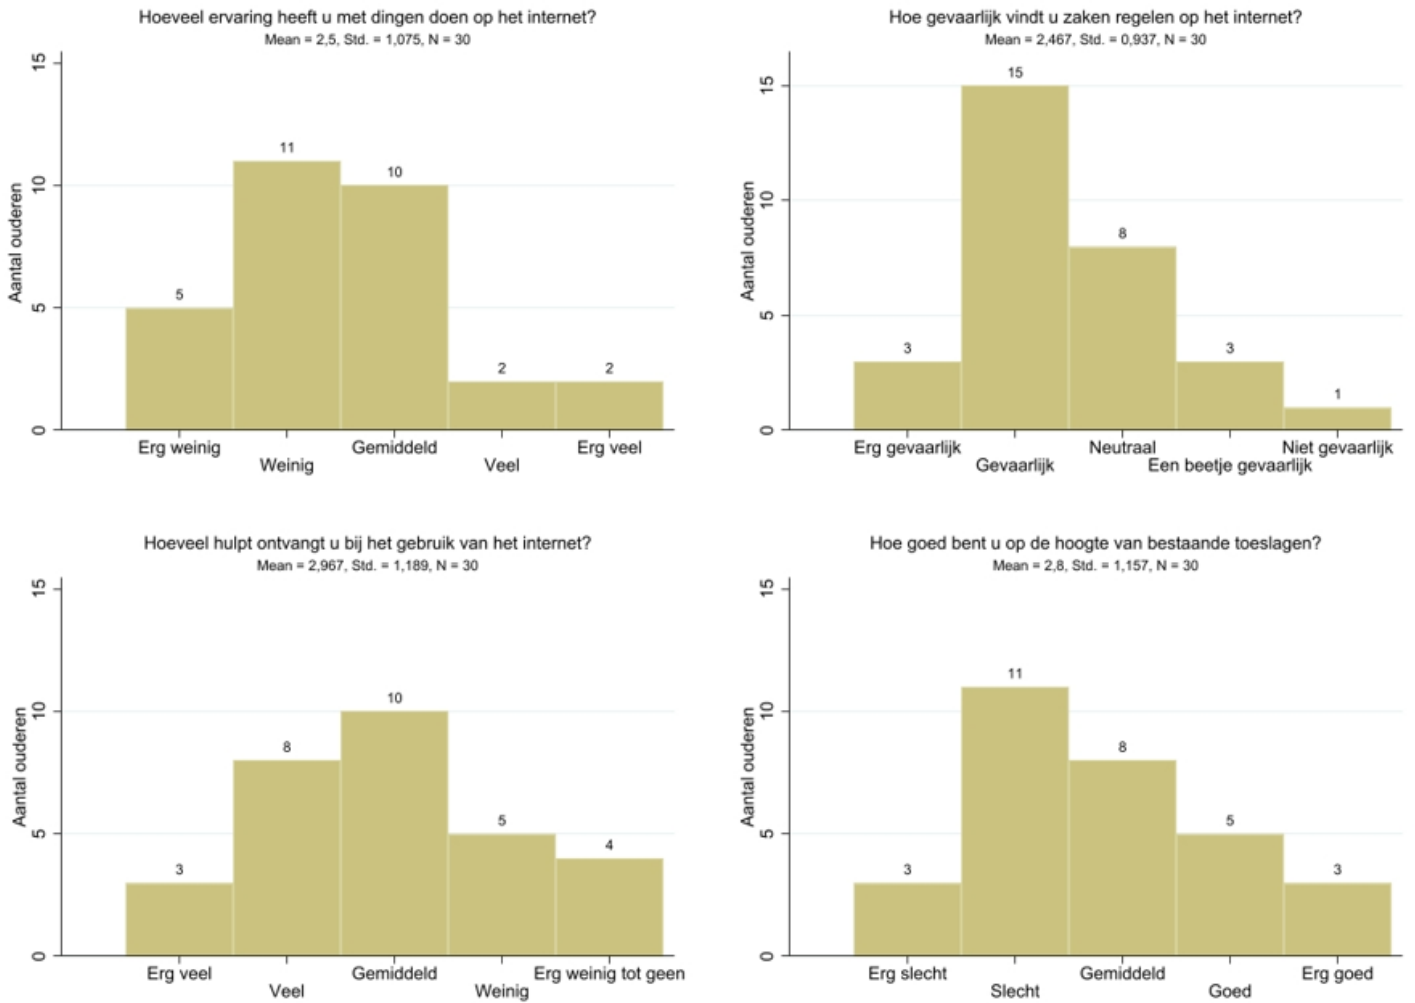 Hoeveel ervaring heeft u met dingen doen op het internet?
Mean = 2,5, Std. = 1,075, N = 30
Aantal ouderen
15
10
5
0
5
11
10
2
2
Erg weinig
Weinig
Gemiddeld
Veel
Erg veel
Hoe gevaarlijk vindt u zaken regelen op het internet?
Mean = 2,467, Std. = 0,937, N = 30
Aantal ouderen
15
10
5
0
3
15
8
3
1
Erg gevaarlijk
Gevaarlijk
Neutraal
Een beetje gevaarlijk
Niet gevaarlijk
Hoeveel hulpt ontvangt u bij het gebruik van het internet?
Mean = 2,967, Std. = 1,189, N = 30
Aantal ouderen
15
10
5
0
3
8
10
5
4
Erg veel
Veel
Gemiddeld
Weinig
Erg weinig tot geen
Hoe goed bent u op de hoogte van bestaande toeslagen?
Mean = 2,8, Std. = 1,157, N = 30
Aantal ouderen
15
10
5
0
3
11
8
5
3
Erg slecht
Slecht
Gemiddeld
Goed
Erg goed